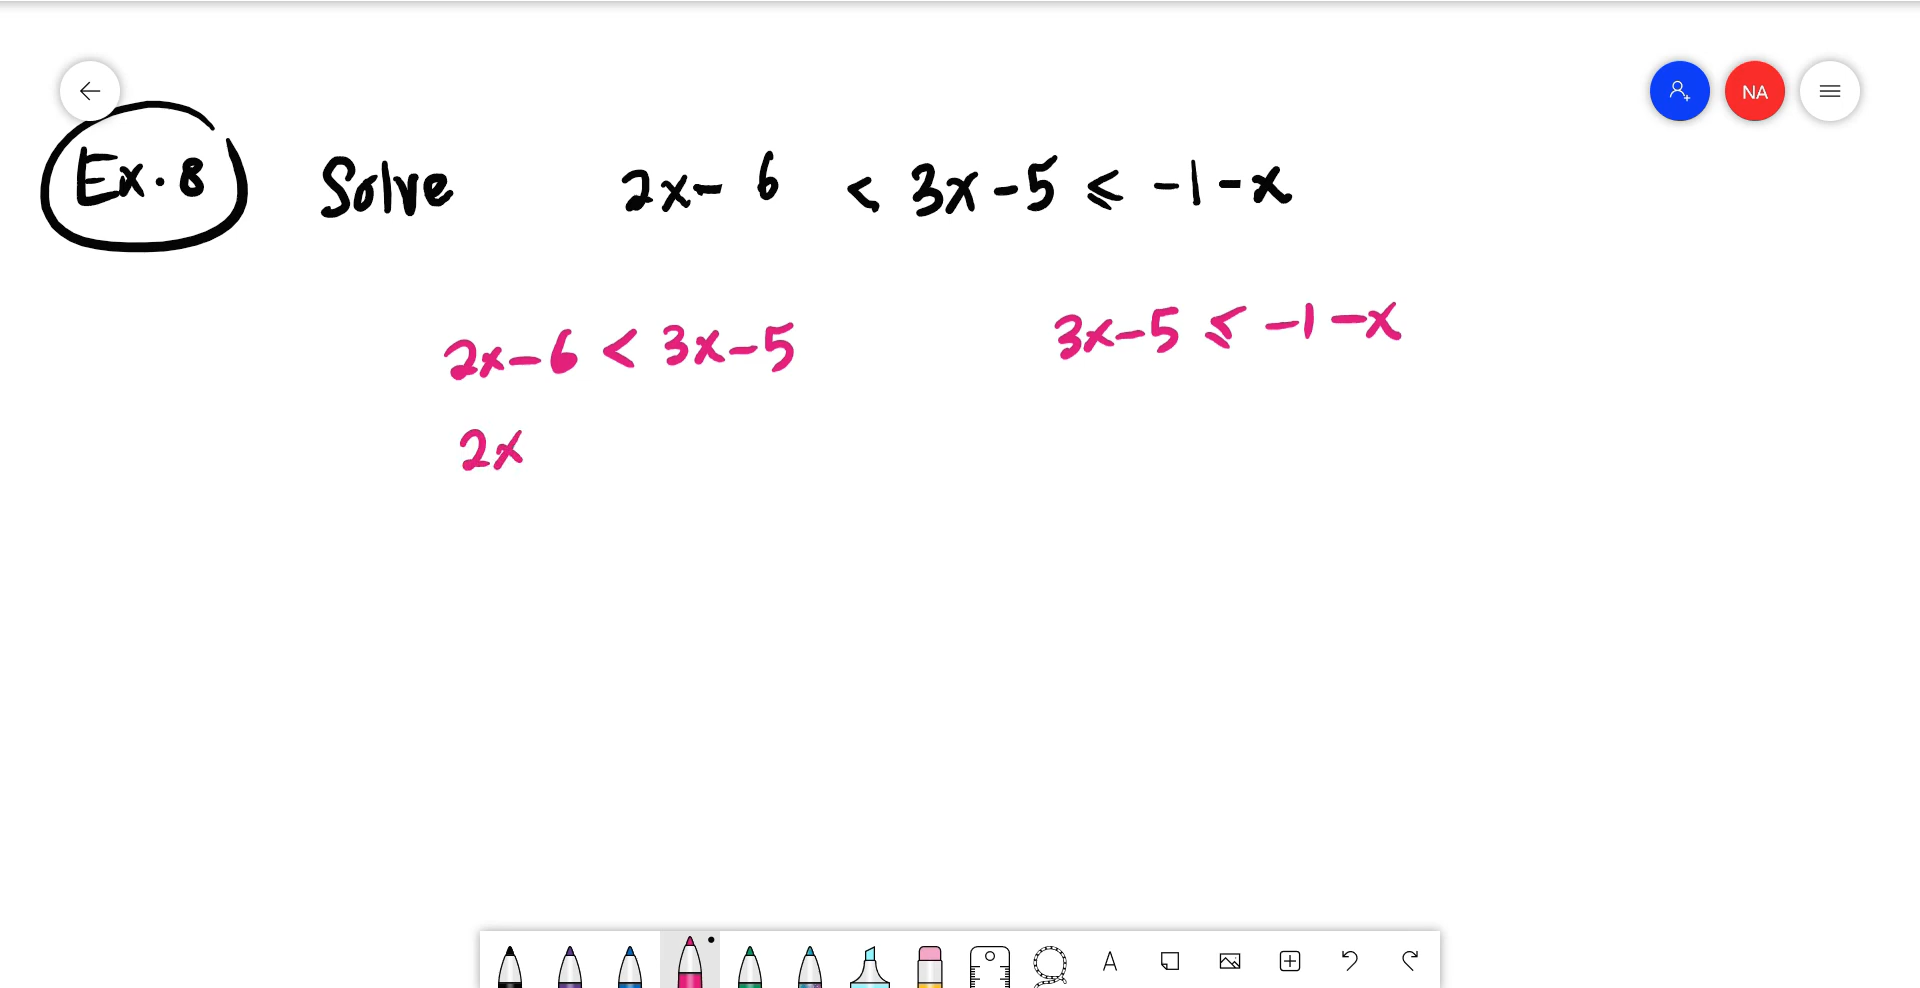 NA
Ex. 8 Solve 2x - 6 < 3x - 5 ≤ -1 - x
2x - 6 < 3x - 5 3x - 5 ≤ -1 - x
2x
A